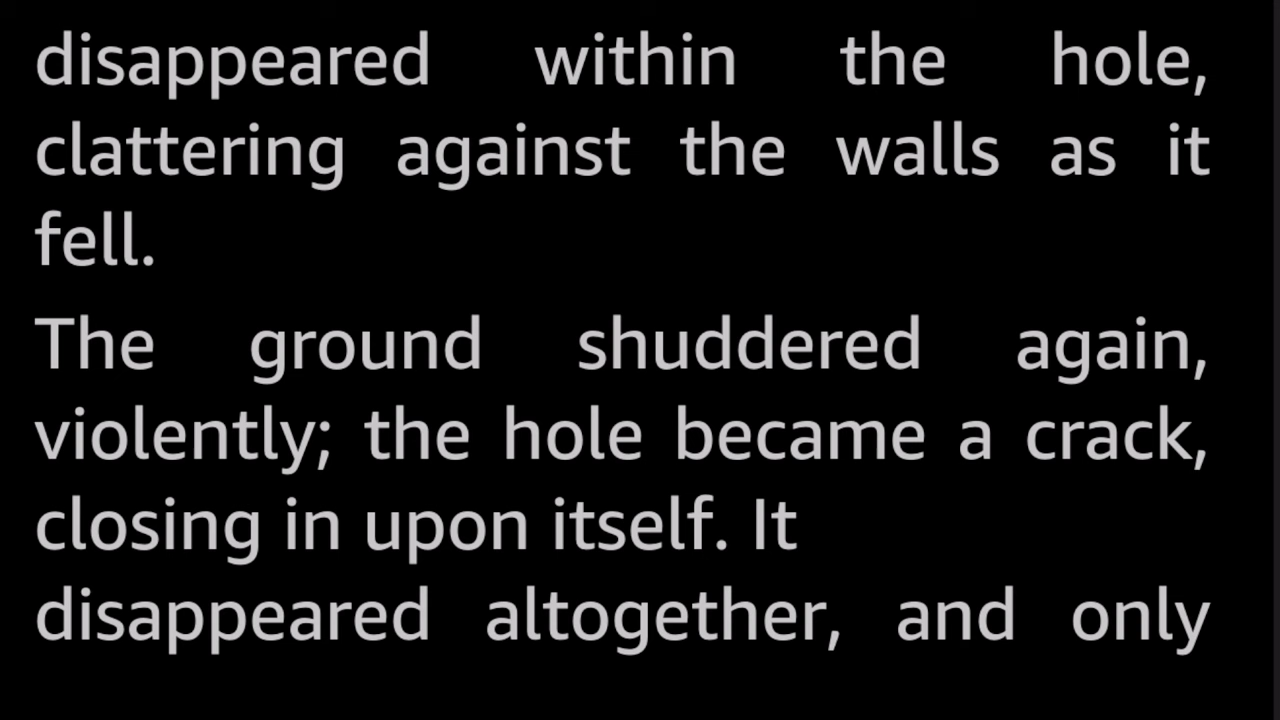 disappeared within the hole,
clattering against the walls as it
fell.
The ground shuddered again,
violently; the hole became a crack,
closing in upon itself. It
disappeared altogether, and only